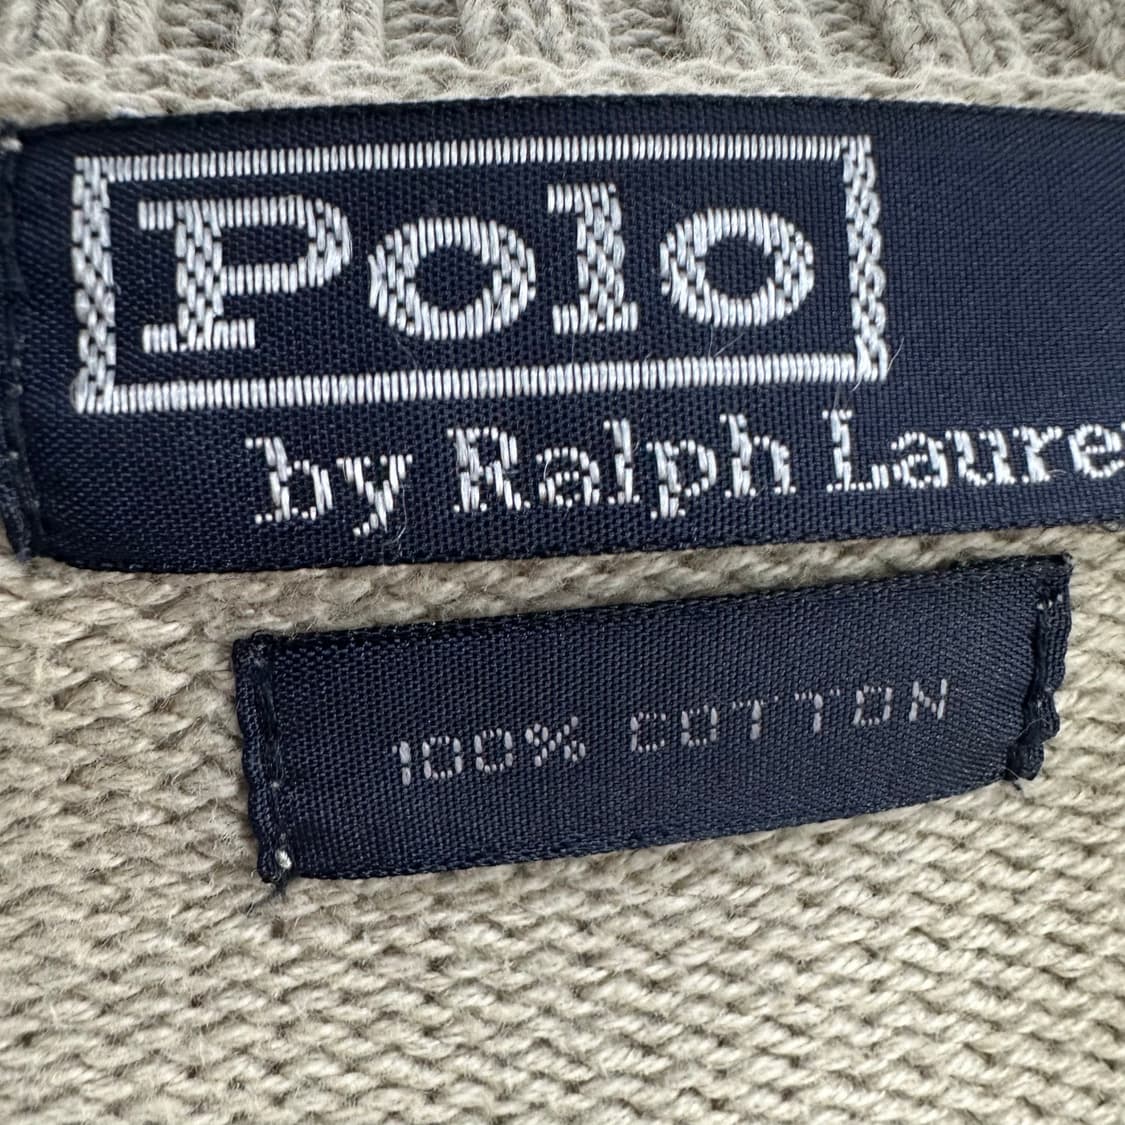 Polo
by Ralph Laure
100% COTTON